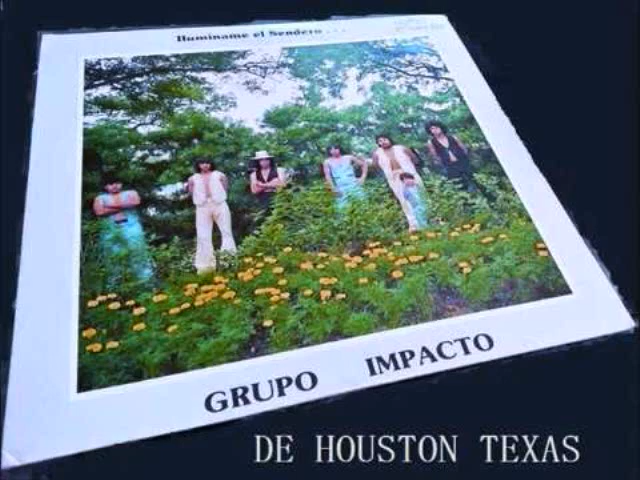 Iluminame el Sendero . . .
GRUPO IMPACTO
DE HOUSTON TEXAS